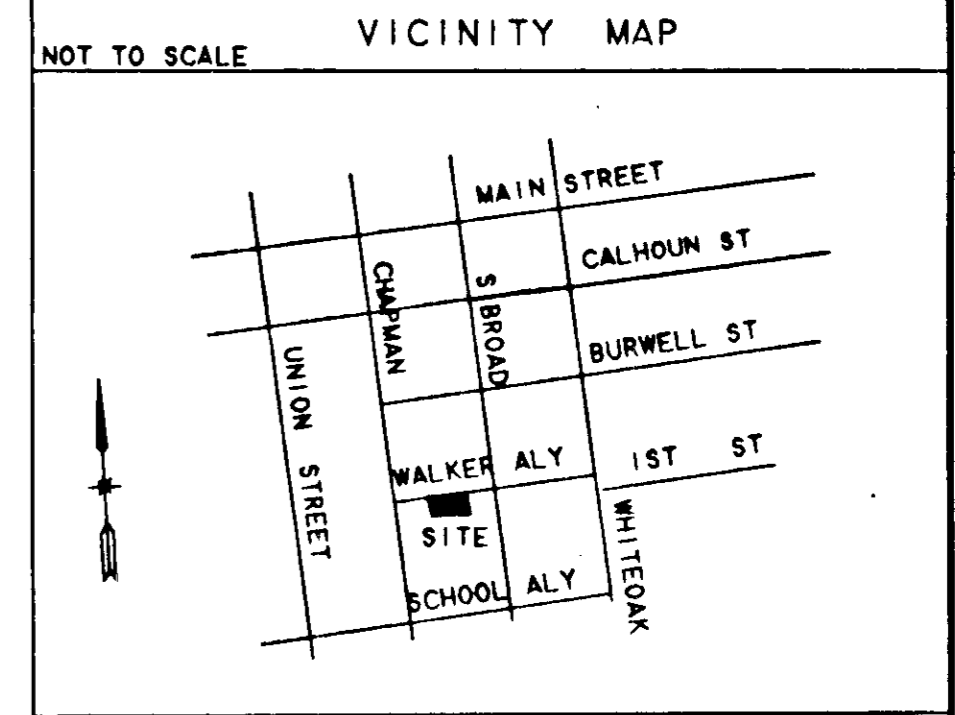 VICINITY MAP
NOT TO SCALE
MAIN STREET
CALHOUN ST
CHAPMAN
S BROAD
BURWELL ST
UNION STREET
WALKER ALY
1ST ST
SITE
WHITEOAK
SCHOOL ALY